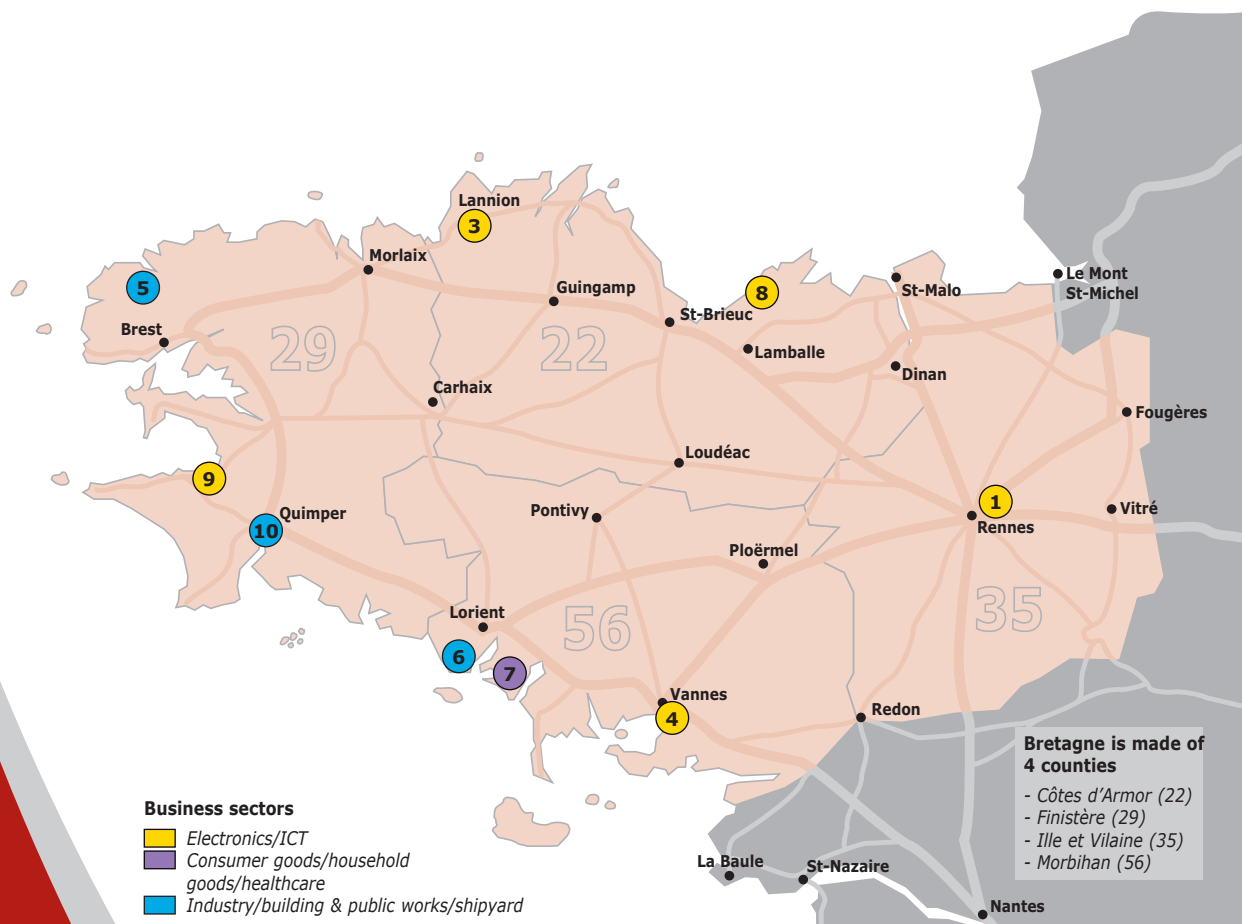 Lannion
3
Morlaix
5
Guingamp
8
St-Malo
Le Mont
St-Michel
St-Brieuc
Brest
29
22
Lamballe
Dinan
Carhaix
Fougères
Loudéac
9
1
Quimper
10
Pontivy
Vitré
Rennes
Ploërmel
Lorient
56
35
6
7
Vannes
4
Redon
Bretagne is made of
4 counties
- Côtes d'Armor (22)
- Finistère (29)
- Ille et Vilaine (35)
- Morbihan (56)
Business sectors
Electronics/ICT
Consumer goods/household
goods/healthcare
Industry/building & public works/shipyard
La Baule
St-Nazaire
Nantes